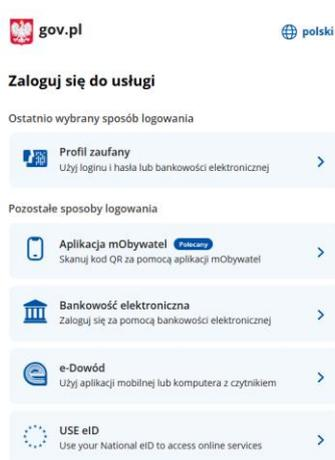 gov.pl
polski
Zaloguj się do usługi
Ostatnio wybrany sposób logowania
Profil zaufany
Użyj loginu i hasła lub bankowości elektronicznej
Pozostałe sposoby logowania
Aplikacja mObywatel Polecany
Skanuj kod QR za pomocą aplikacji mObywatel
Bankowość elektroniczna
Zaloguj się za pomocą bankowości elektronicznej
e-Dowód
Użyj aplikacji mobilnej lub komputera z czytnikiem
USE eID
Use your National eID to access online services